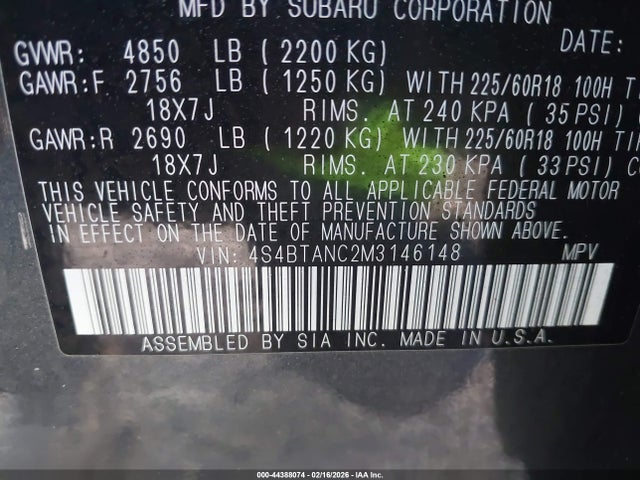 MFD BY SUBARU CORPORATION
GVWR: 4850 LB ( 2200 KG) DATE:
GAWR:F 2756 LB ( 1250 KG) WITH 225/60R18 100H
18X7J RIMS. AT 240 KPA ( 35 PSI)
GAWR:R 2690 LB ( 1220 KG) WITH 225/60R18 100H TIR
18X7J RIMS. AT 230 KPA ( 33 PSI)
THIS VEHICLE CONFORMS TO ALL APPLICABLE FEDERAL MOTOR
VEHICLE SAFETY AND THEFT PREVENTION STANDARDS
IN EFFECT ON THE DATE OF MANUFACTURE SHOWN ABOVE.
VIN: 4S4BTANC2M3146148 MPV
ASSEMBLED BY SIA INC. MADE IN U.S.A.
000-44388074 - 02/16/2026 - IAA Inc.